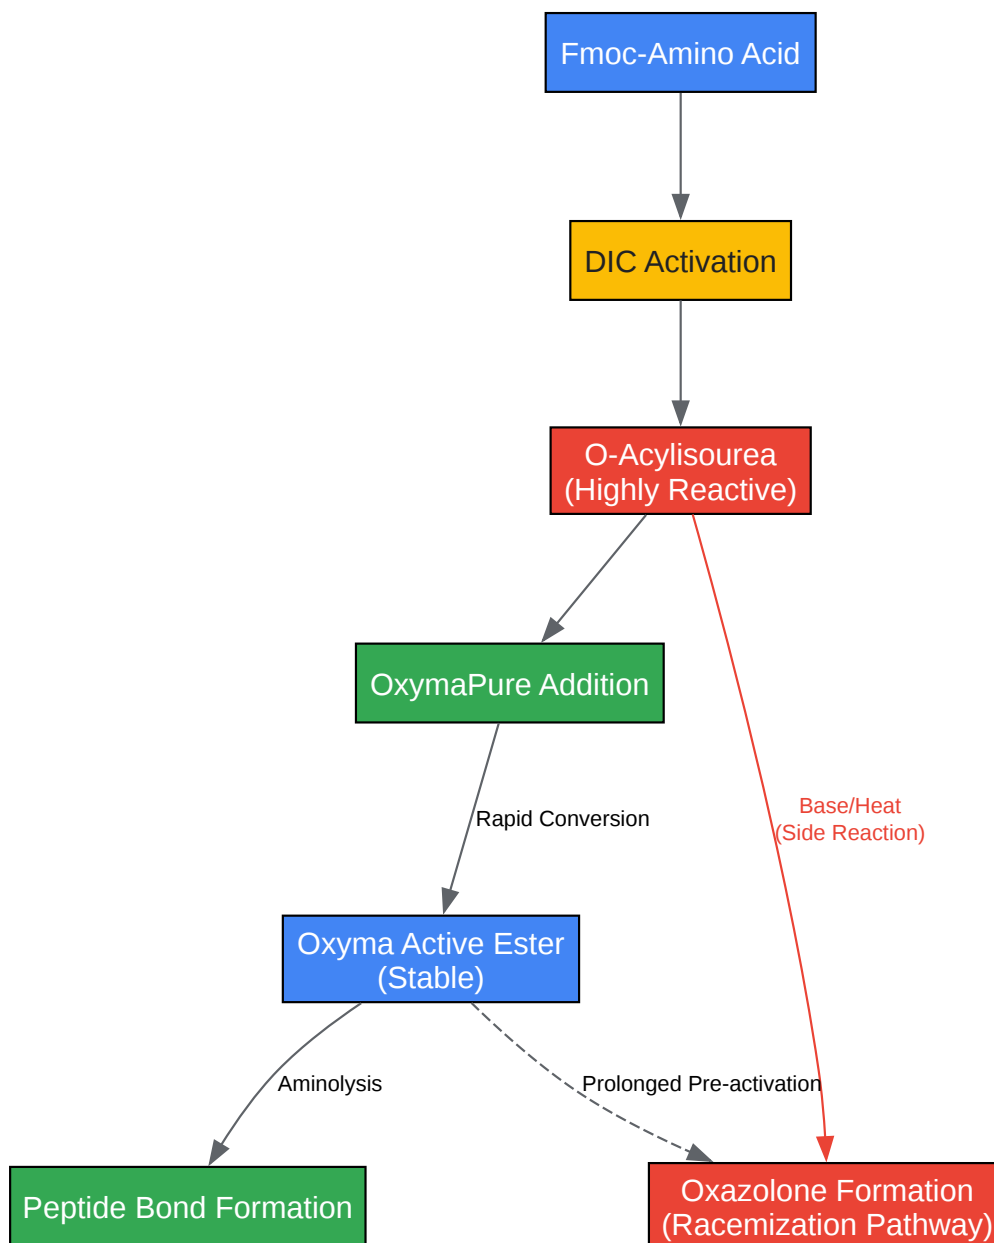 Fmoc-Amino Acid
DIC Activation
O-Acylisourea
(Highly Reactive)
OxymaPure Addition
Base/Heat
(Side Reaction)
Rapid Conversion
Oxyma Active Ester
(Stable)
Aminolysis
Prolonged Pre-activation
Peptide Bond Formation
Oxazolone Formation
(Racemization Pathway)